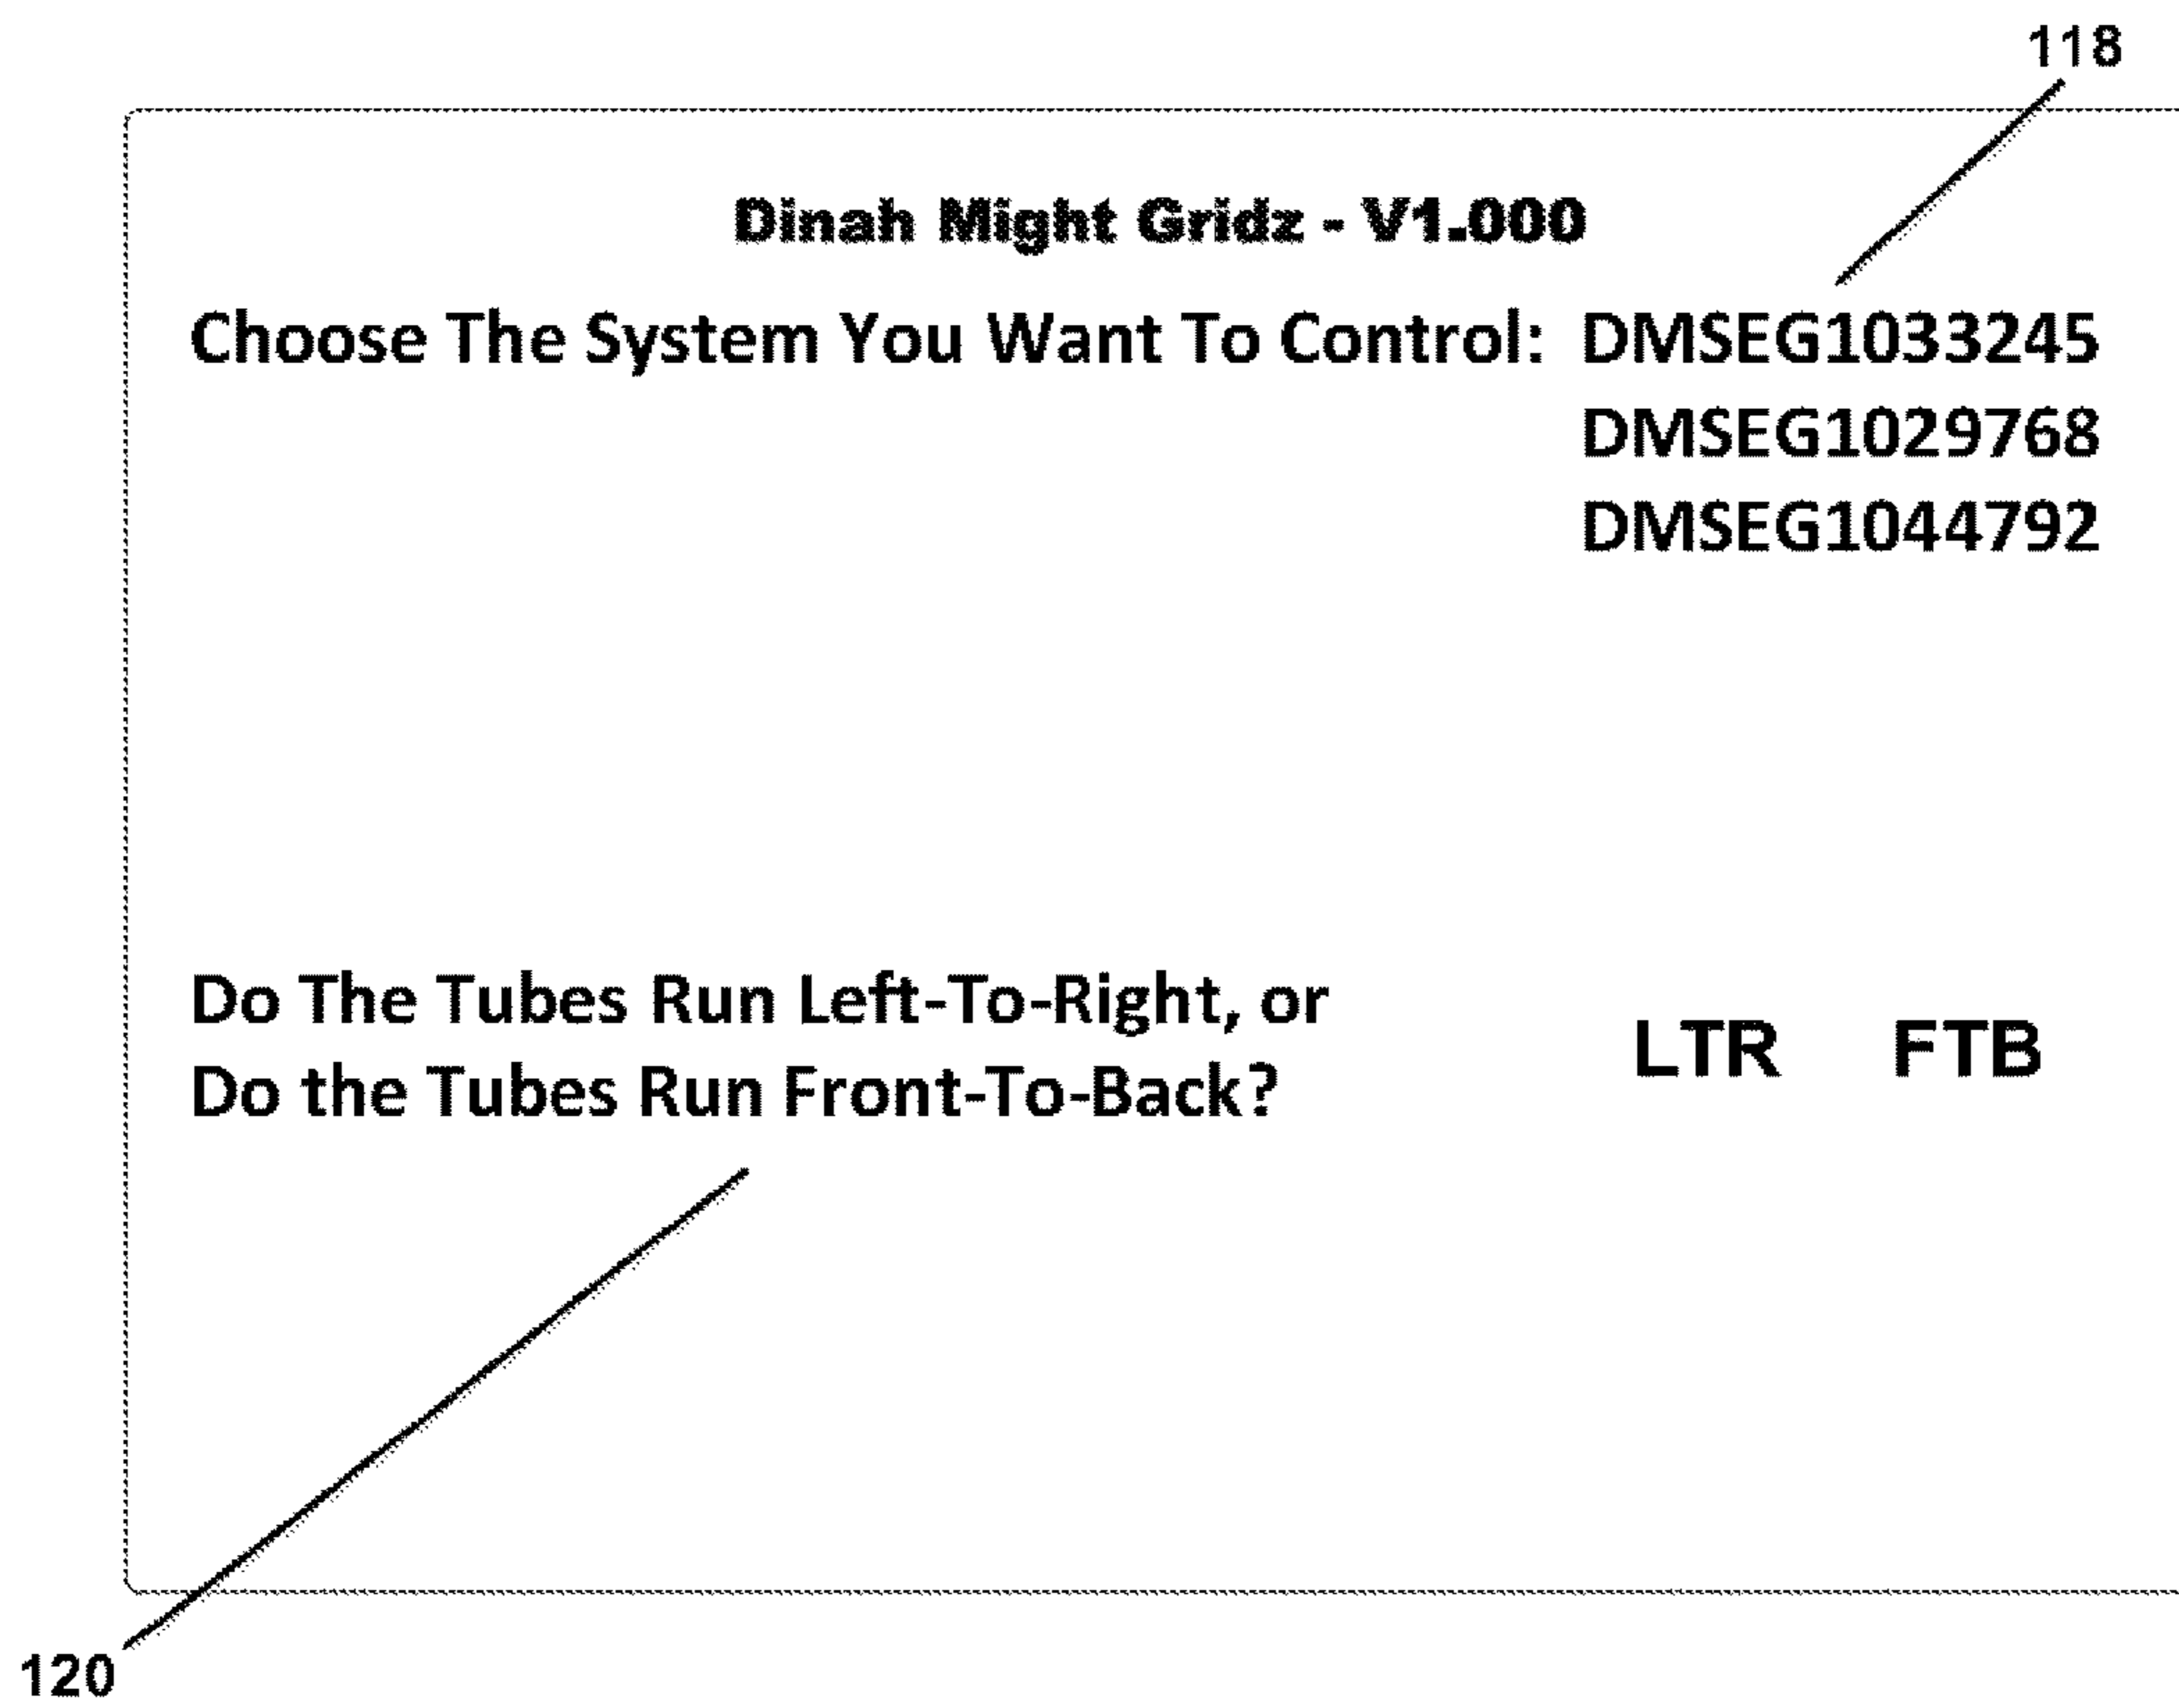 118
Dinah Might Gridz - V1.000
Choose The System You Want To Control: DMSEG1033245
DMSEG1029768
DMSEG1044792
Do The Tubes Run Left-To-Right, or
Do the Tubes Run Front-To-Back?
LTR FTB
120